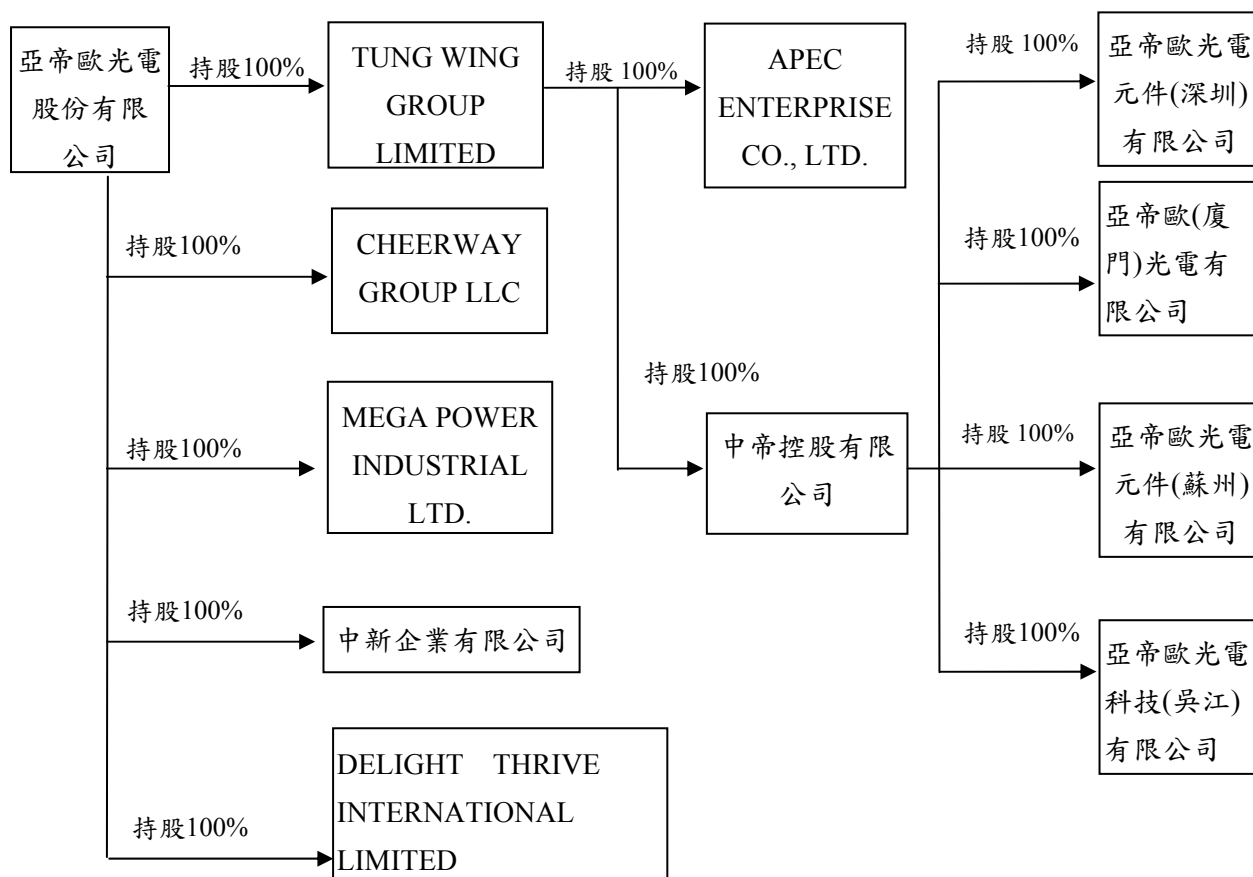 亞帝歐光電
股份有限
公司
持股100%
TUNG WING
GROUP
LIMITED
持股 100%
APEC
ENTERPRISE
CO., LTD.
持股 100%
亞帝歐光電
元件(深圳)
有限公司
持股100%
CHEERWAY
GROUP LLC
持股100%
亞帝歐(廈
門)光電有
限公司
持股100%
MEGA POWER
INDUSTRIAL
LTD.
持股100%
中帝控股有限
公司
持股 100%
亞帝歐光電
元件(蘇州)
有限公司
持股100%
中新企業有限公司
持股100%
亞帝歐光電
科技(吳江)
有限公司
持股100%
DELIGHT THRIVE
INTERNATIONAL
LIMITED